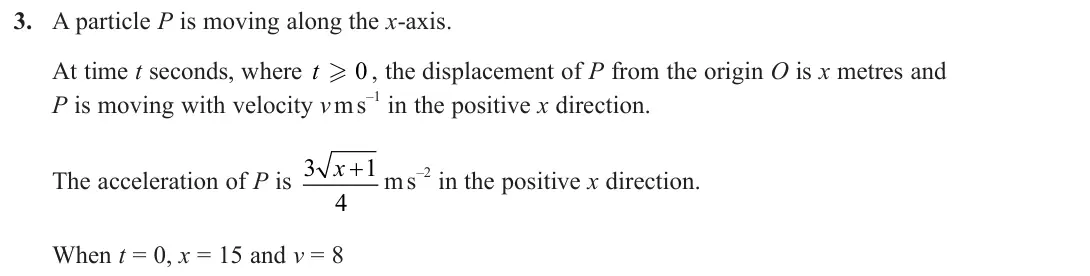 3. A particle P is moving along the x-axis.
At time t seconds, where t ⩾ 0, the displacement of P from the origin O is x metres and
P is moving with velocity v m s⁻¹ in the positive x direction.
The acceleration of P is \frac{3\sqrt{x+1}}{4} m s⁻² in the positive x direction.
When t = 0, x = 15 and v = 8